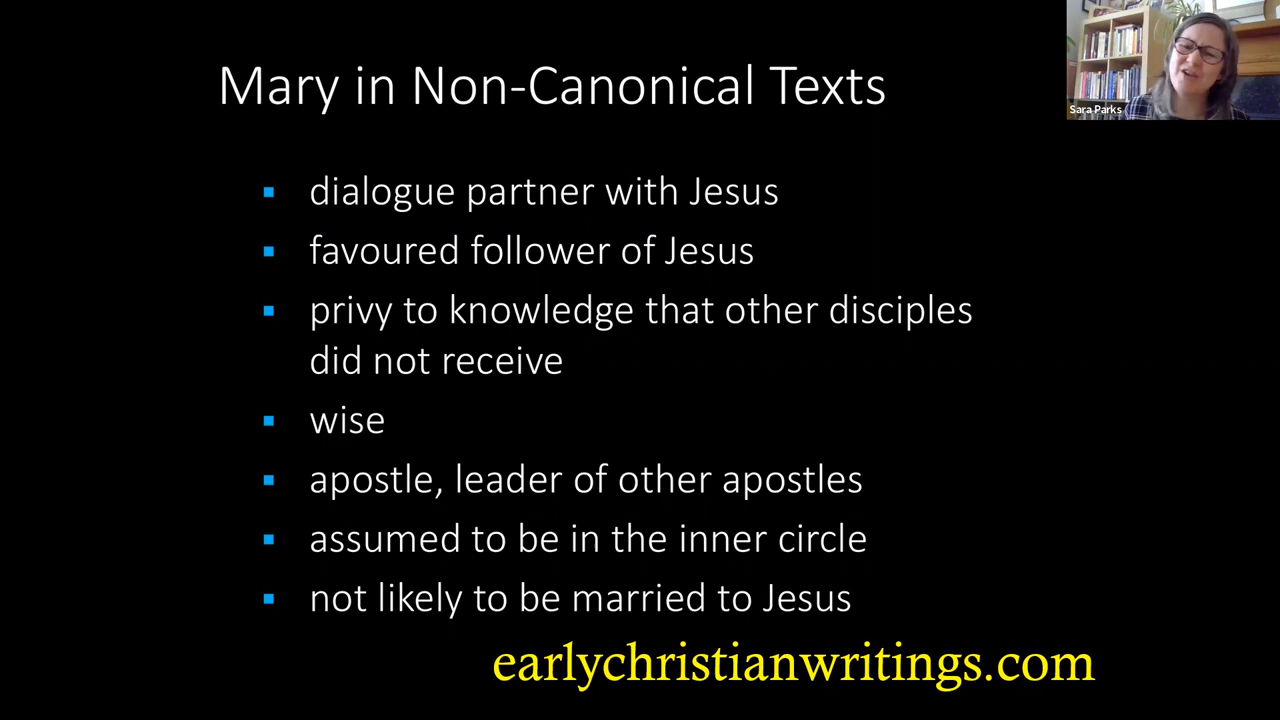 Mary in Non-Canonical Texts
Sara Parks
▪ dialogue partner with Jesus
▪ favoured follower of Jesus
▪ privy to knowledge that other disciples
did not receive
▪ wise
▪ apostle, leader of other apostles
▪ assumed to be in the inner circle
▪ not likely to be married to Jesus
earlychristianwritings.com